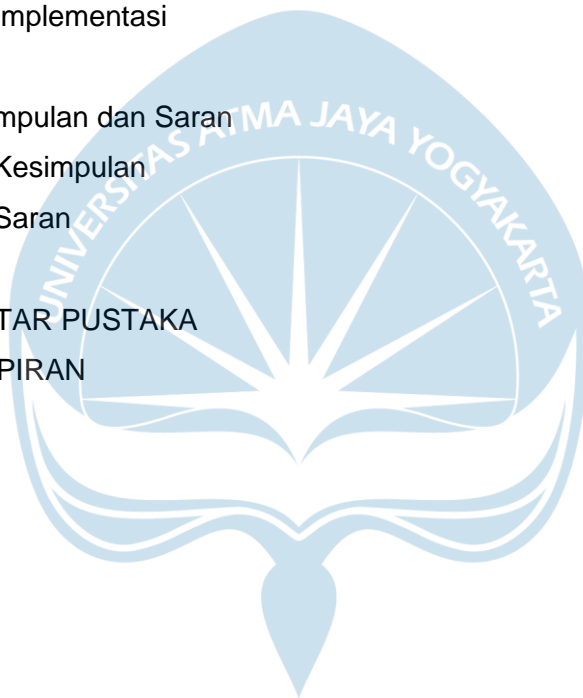 mplementasi
mpulan dan Saran
Kesimpulan
Saran
TAR PUSTAKA
PIRAN
UNIVERSITAS ATMA JAYA YOGYAKARTA